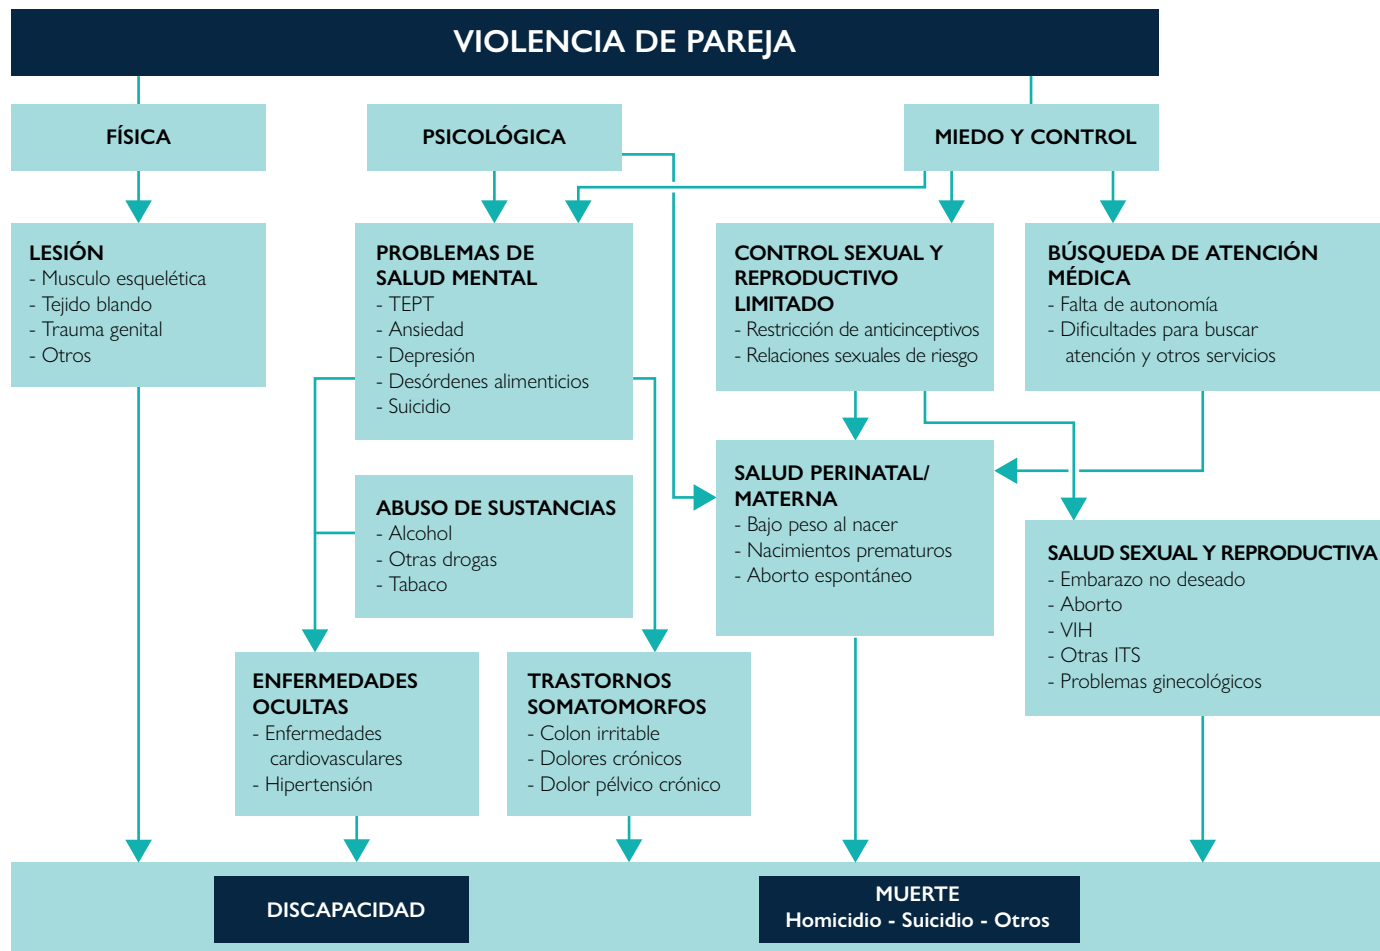 VIOLENCIA DE PAREJA
FÍSICA
PSICOLÓGICA
MIEDO Y CONTROL
LESIÓN
- Musculo esquelética
- Tejido blando
- Trauma genital
- Otros
PROBLEMAS DE
SALUD MENTAL
- TEPT
- Ansiedad
- Depresión
- Desórdenes alimenticios
- Suicidio
CONTROL SEXUAL Y
REPRODUCTIVO
LIMITADO
- Restricción de anticinceptivos
- Relaciones sexuales de riesgo
BÚSQUEDA DE ATENCIÓN
MÉDICA
- Falta de autonomía
- Dificultades para buscar
atención y otros servicios
ABUSO DE SUSTANCIAS
- Alcohol
- Otras drogas
- Tabaco
SALUD PERINATAL/
MATERNA
- Bajo peso al nacer
- Nacimientos prematuros
- Aborto espontáneo
SALUD SEXUAL Y REPRODUCTIVA
- Embarazo no deseado
- Aborto
- VIH
- Otras ITS
- Problemas ginecológicos
ENFERMEDADES
OCULTAS
- Enfermedades
cardiovasculares
- Hipertensión
TRASTORNOS
SOMATOMORFOS
- Colon irritable
- Dolores crónicos
- Dolor pélvico crónico
DISCAPACIDAD
MUERTE
Homicidio - Suicidio - Otros